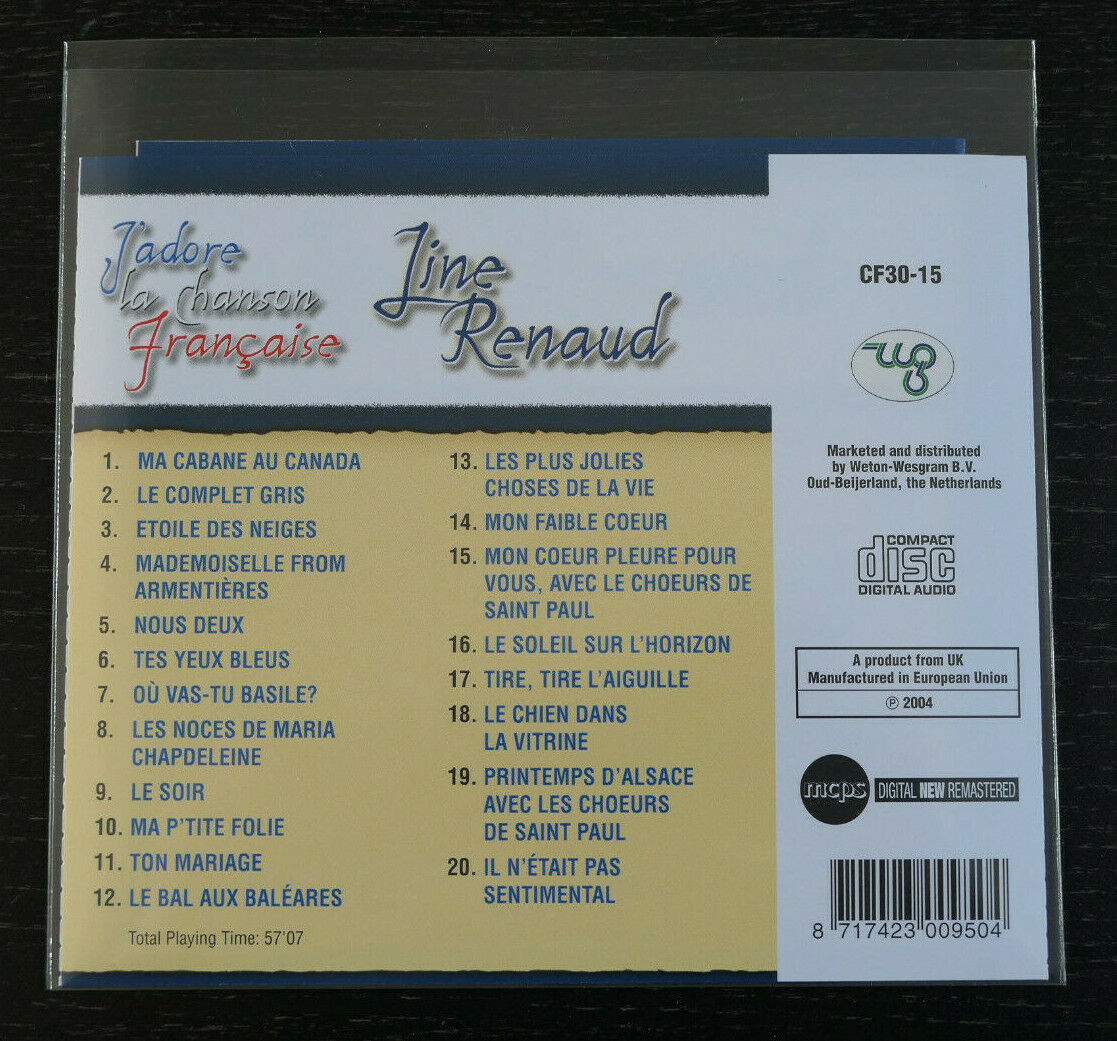 J'adore
la chanson
Française
Line
Renaud
1. MA CABANE AU CANADA
2. LE COMPLET GRIS
3. ETOILE DES NEIGES
4. MADEMOISELLE FROM
ARMENTIÈRES
5. NOUS DEUX
6. TES YEUX BLEUS
7. OÙ VAS-TU BASILE?
8. LES NOCES DE MARIA
CHAPDELEINE
9. LE SOIR
10. MA P'TITE FOLIE
11. TON MARIAGE
12. LE BAL AUX BALÉARES
Total Playing Time: 57'07
13. LES PLUS JOLIES
CHOSES DE LA VIE
14. MON FAIBLE COEUR
15. MON COEUR PLEURE POUR
VOUS, AVEC LE CHOEURS DE
SAINT PAUL
16. LE SOLEIL SUR L'HORIZON
17. TIRE, TIRE L'AIGUILLE
18. LE CHIEN DANS
LA VITRINE
19. PRINTEMPS D'ALSACE
AVEC LES CHOEURS
DE SAINT PAUL
20. IL N'ÉTAIT PAS
SENTIMENTAL
CF30-15
Marketed and distributed
by Weton-Wesgram B.V.
Oud-Beijerland, the Netherlands
COMPACT
disc
DIGITAL AUDIO
A product from UK
Manufactured in European Union
℗ 2004
mcps DIGITAL NEW REMASTERED
8 717423 009504